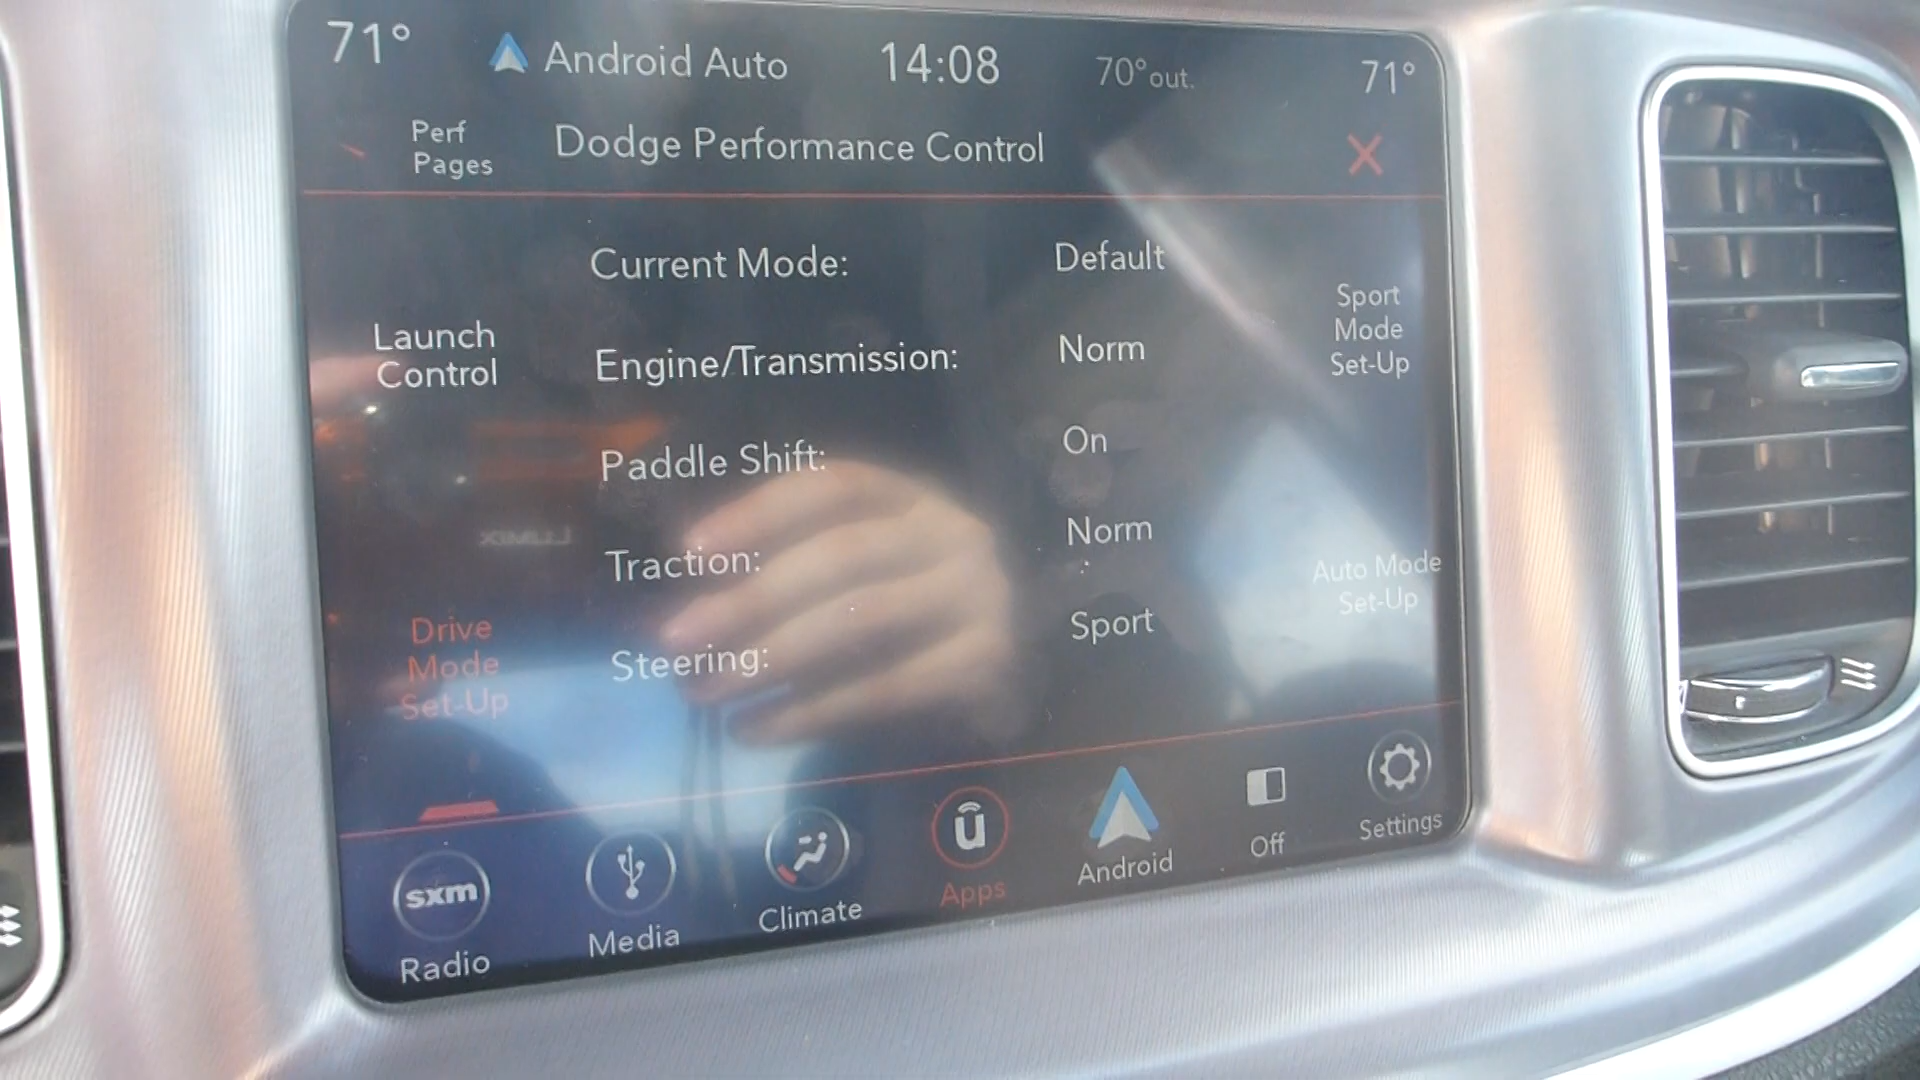 71°
Android Auto
14:08
70° out.
71°
Perf
Pages
Dodge Performance Control
Current Mode: Default
Launch
Control
Engine/Transmission: Norm
Sport
Mode
Set-Up
Paddle Shift: On
Traction: Norm
Auto Mode
Set-Up
Drive
Mode
Set-Up
Steering: Sport
sxm
Radio
Media
Climate
Apps
Android
Off
Settings